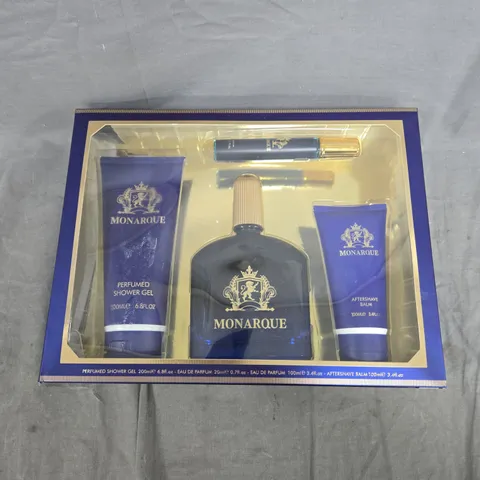 MONARQUE
PERFUMED
SHOWER GEL
200ml℮ 6.8FL.OZ
MONARQUE
MONARQUE
AFTERSHAVE
BALM
PERFUMED SHOWER GEL 200ml℮ 6.8fl.oz - EAU DE PARFUM 20ml℮ 0.7fl.oz - EAU DE PARFUM 100ml℮ 3.4fl.oz - AFTERSHAVE BALM 100ml℮ 3.4fl.oz